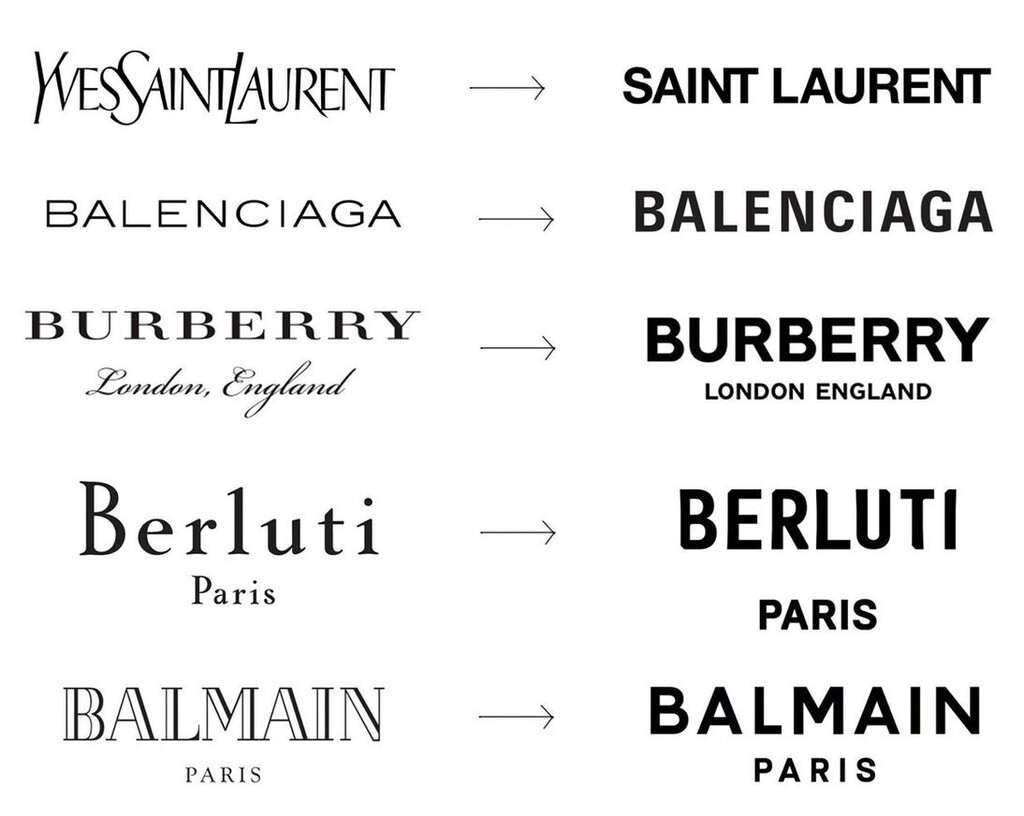 YVESSAINTLAURENT SAINT LAURENT
BALENCIAGA BALENCIAGA
BURBERRY BURBERRY
London, England LONDON ENGLAND
Berluti BERLUTI
Paris PARIS
BALMAIN BALMAIN
PARIS PARIS